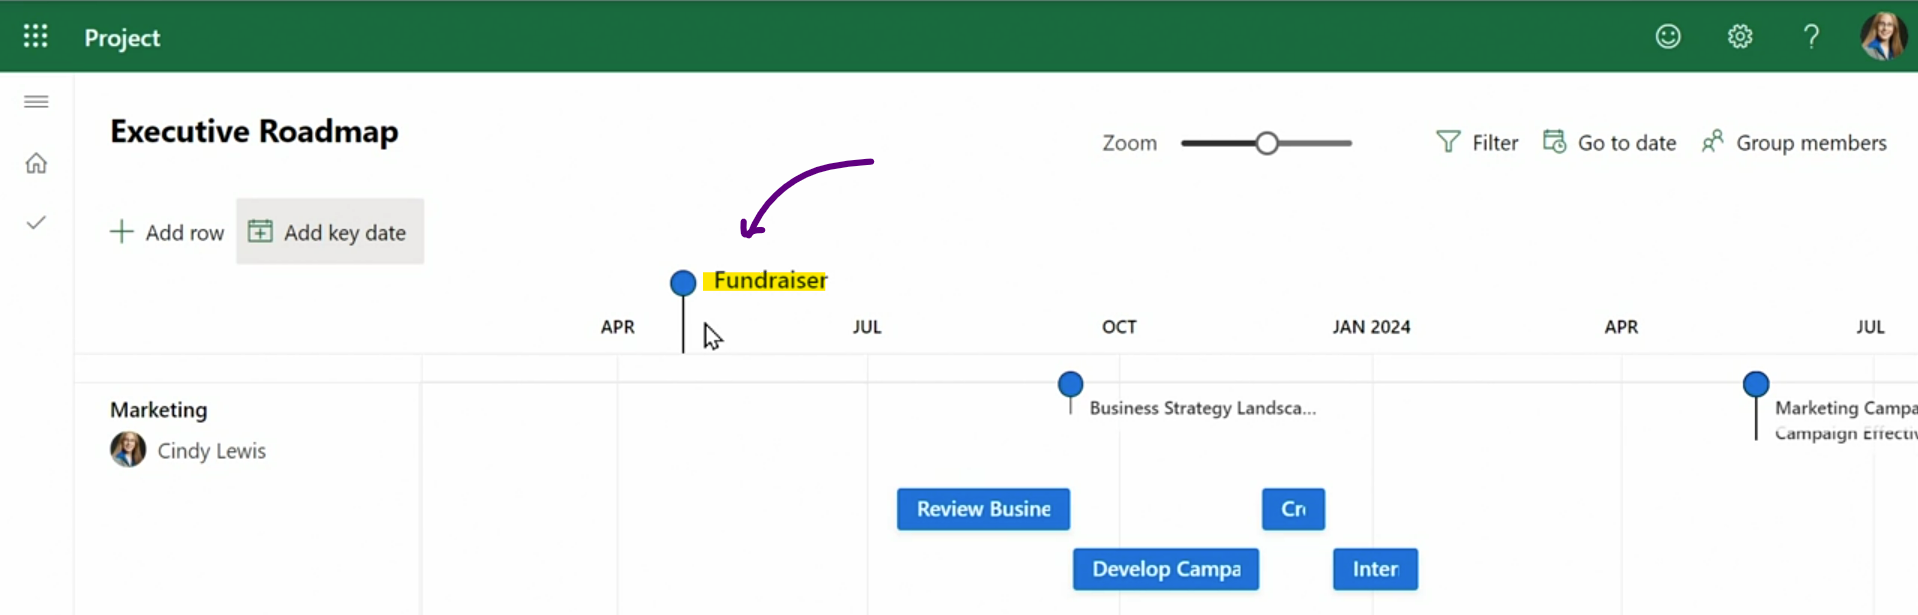 Project
Executive Roadmap
Zoom
Filter
Go to date
Group members
Add row
Add key date
Fundraiser
APR
JUL
OCT
JAN 2024
APR
JUL
Marketing
Cindy Lewis
Business Strategy Landsca...
Marketing Campa
Campaign Effectiv
Review Busine
Cr
Develop Campa
Inter